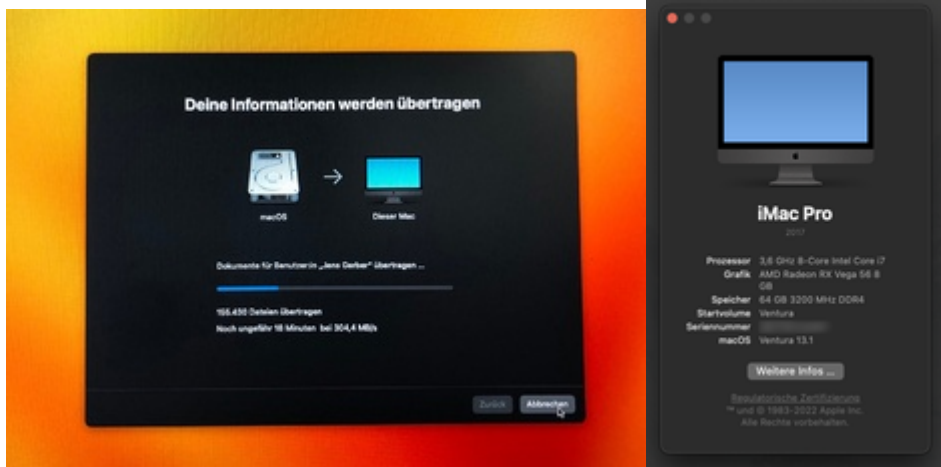 Deine Informationen werden übertragen
macOS
Dieser Mac
Dokumente für Benutzer:in „Jens Gerber“ übertragen ...
155.430 Dateien übertragen
Noch ungefähr 18 Minuten bei 304,4 MB/s
Zurück
Abbrechen
iMac Pro
2017
Prozessor 3,6 GHz 8-Core Intel Core i7
Grafik AMD Radeon RX Vega 56 8
GB
Speicher 64 GB 3200 MHz DDR4
Startvolume Ventura
Seriennummer
macOS Ventura 13.1
Weitere Infos ...
Regulatorische Zertifizierung
™ und © 1983-2022 Apple Inc.
Alle Rechte vorbehalten.